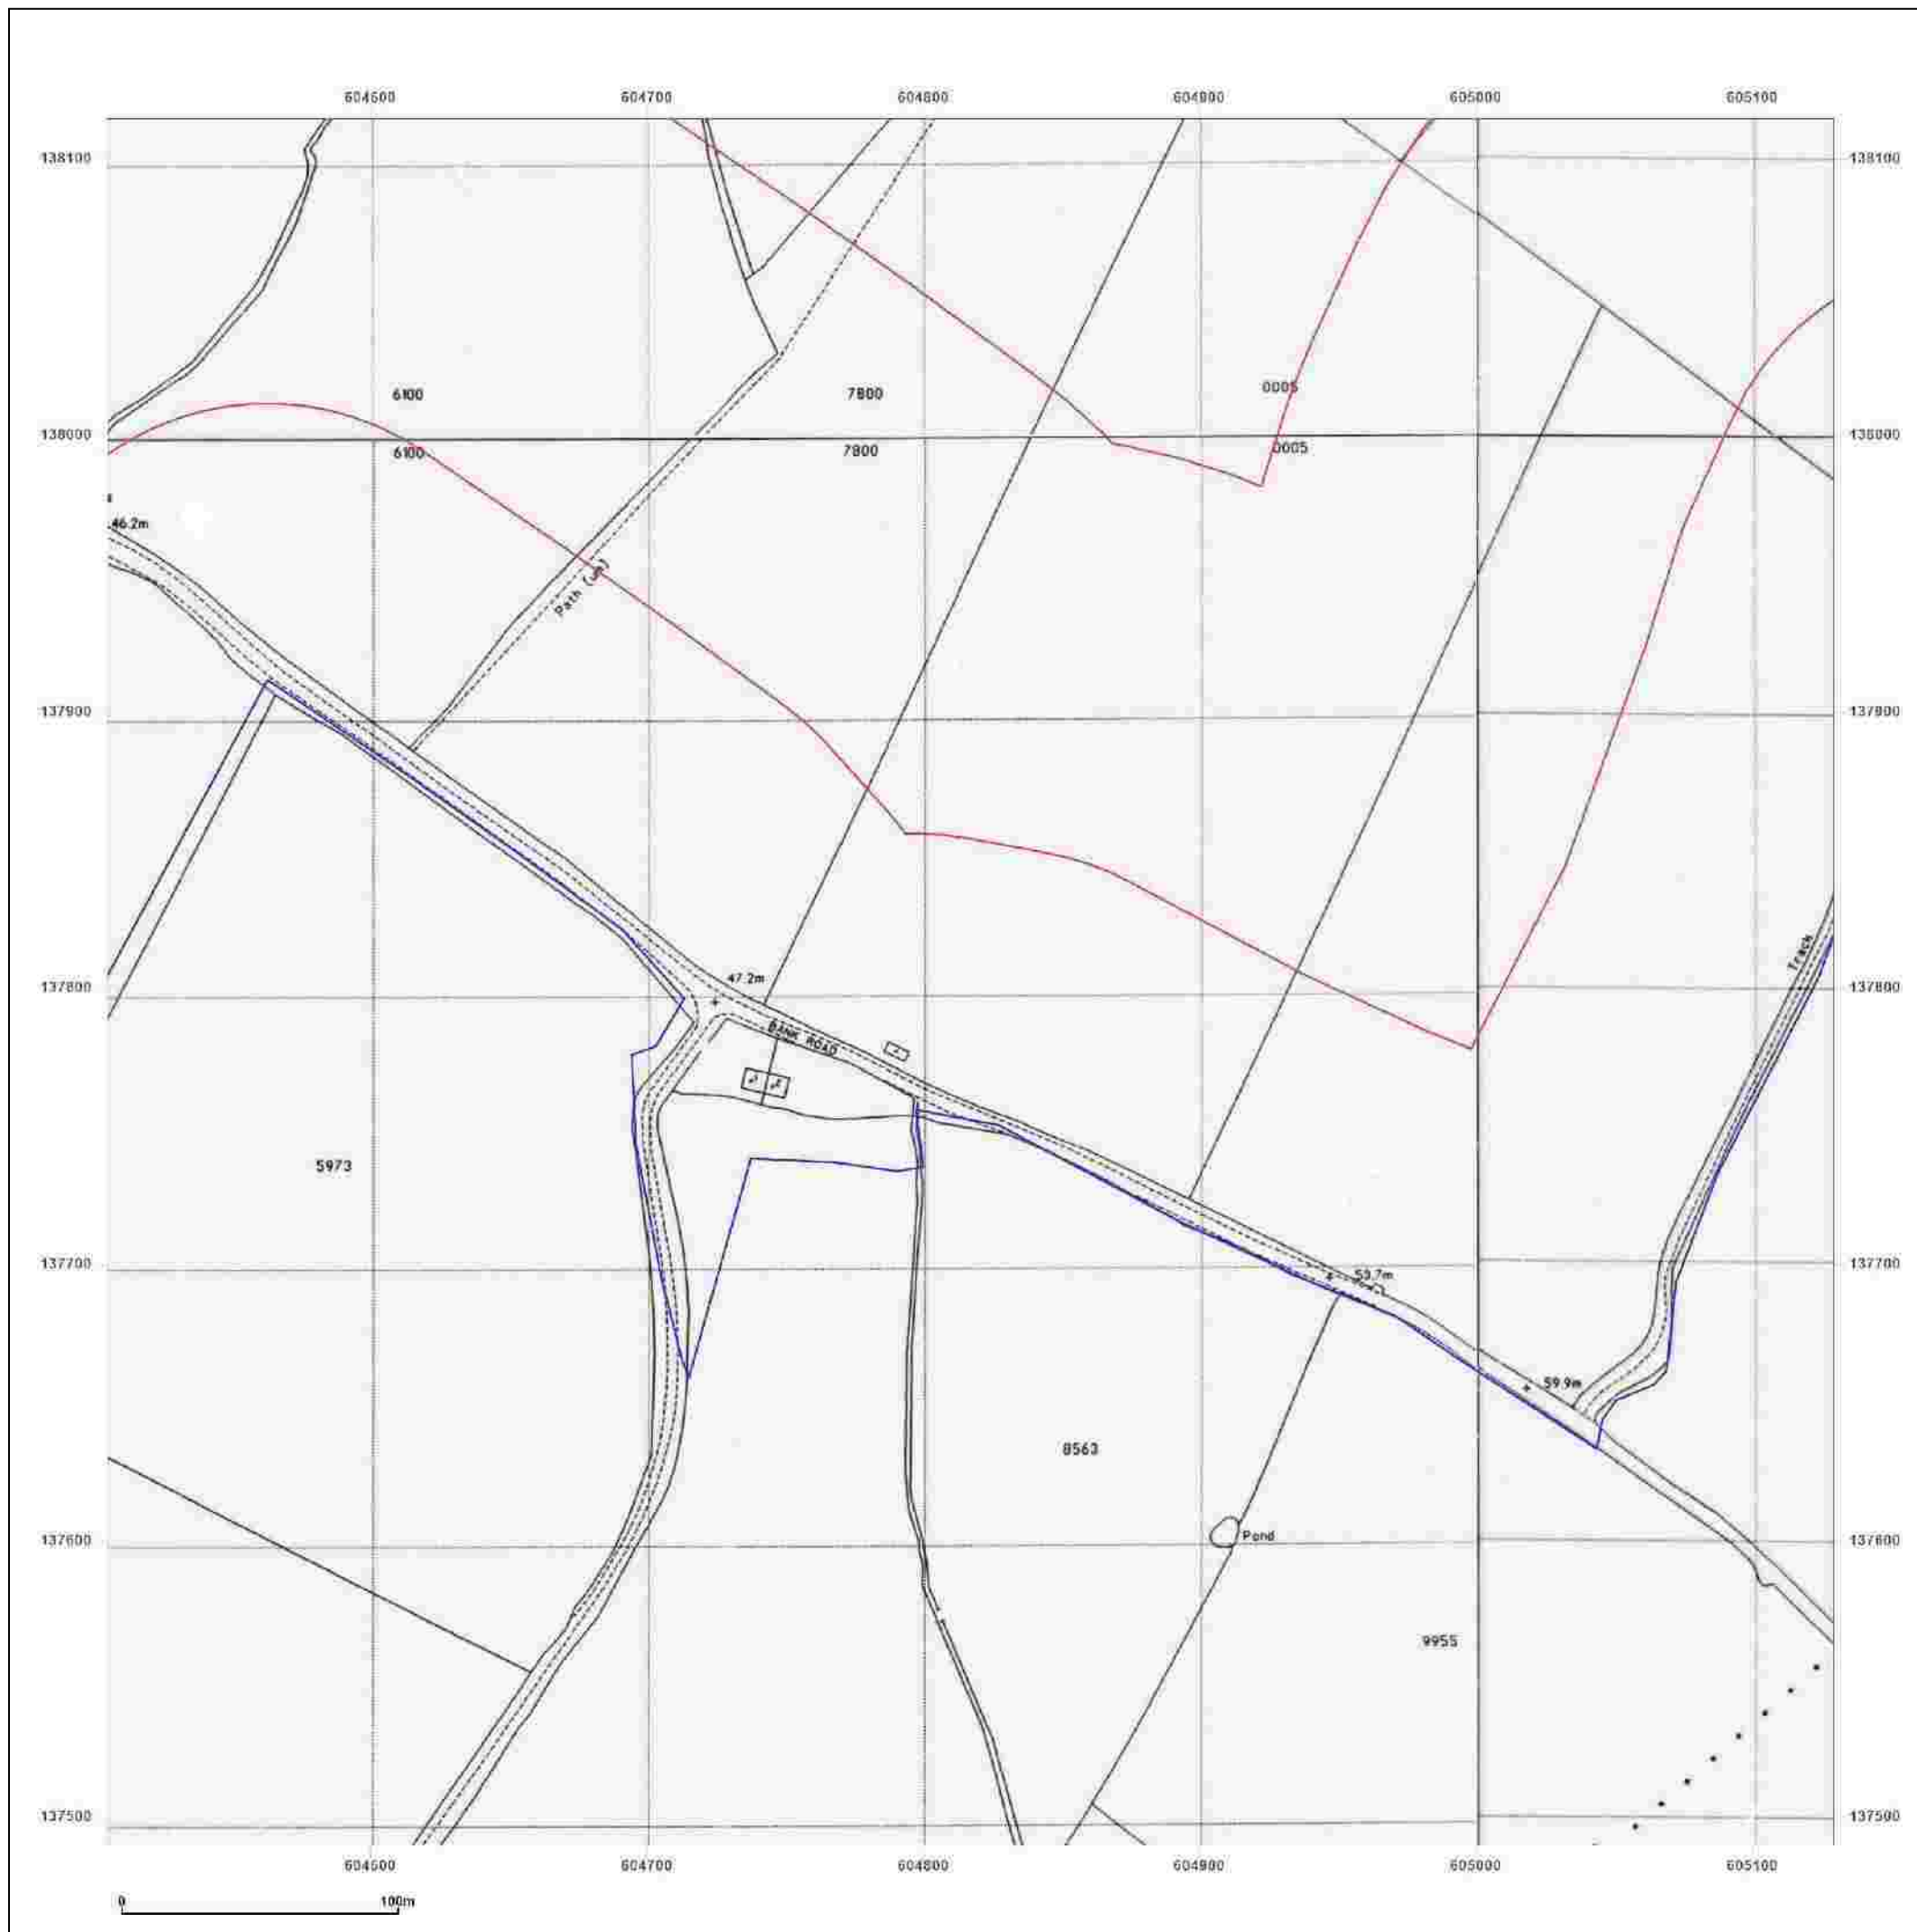 604600 604700 604800 604900 605000 605100
138100 138100
6100 7800 0005
138000 138000
6100 7800 0005
46.2m
Path (um)
137900 137900
47.2m
Track
137800 137800
BANK ROAD
5973
137700 137700
53.7m
59.9m
8563
137600 Pond 137600
9955
137500 137500
604600 604700 604800 604900 605000 605100
0 100m